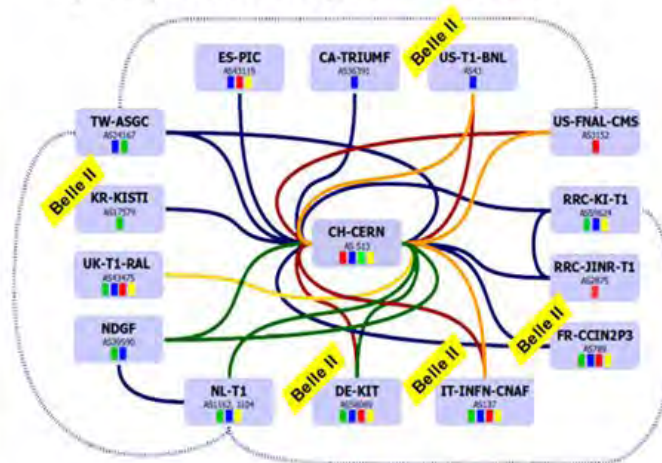 Belle II
ES-PIC
AS43115
CA-TRIUMF
AS36391
US-T1-BNL
AS43
TW-ASGC
AS24167
US-FNAL-CMS
AS3152
Belle II
KR-KISTI
AS17579
RRC-KI-T1
AS59624
CH-CERN
AS 513
UK-T1-RAL
AS43475
RRC-JINR-T1
AS2875
NDGF
AS39590
Belle II
FR-CCIN2P3
AS789
Belle II
Belle II
NL-T1
AS1162, 1104
DE-KIT
AS58069
IT-INFN-CNAF
AS137